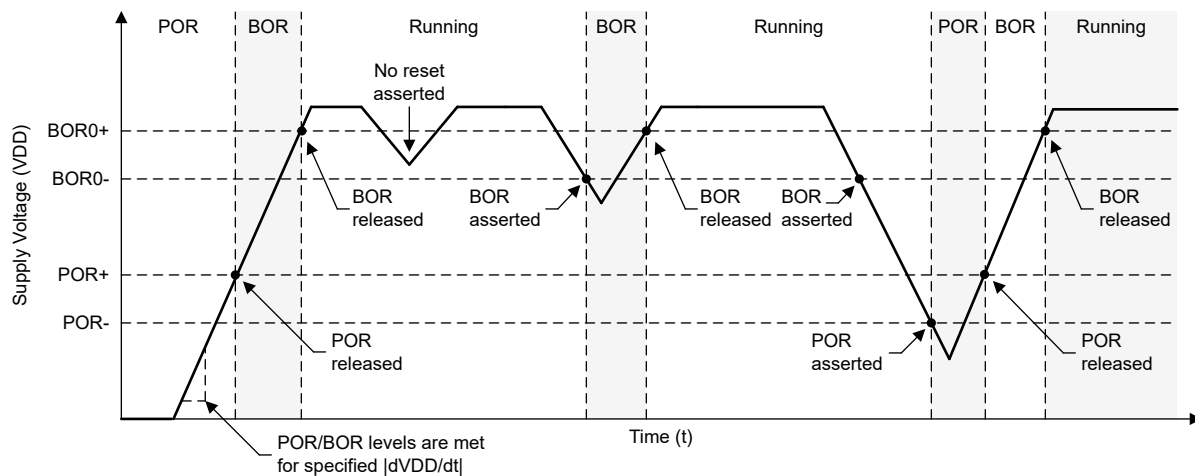 POR
BOR
Running
BOR
Running
POR
BOR
Running
No reset
asserted
Supply Voltage (VDD)
BOR0+
BOR0-
POR+
POR-
BOR
released
BOR
asserted
BOR
released
BOR
asserted
BOR
released
POR
released
POR
asserted
POR
released
POR/BOR levels are met
for specified |dVDD/dt|
Time (t)